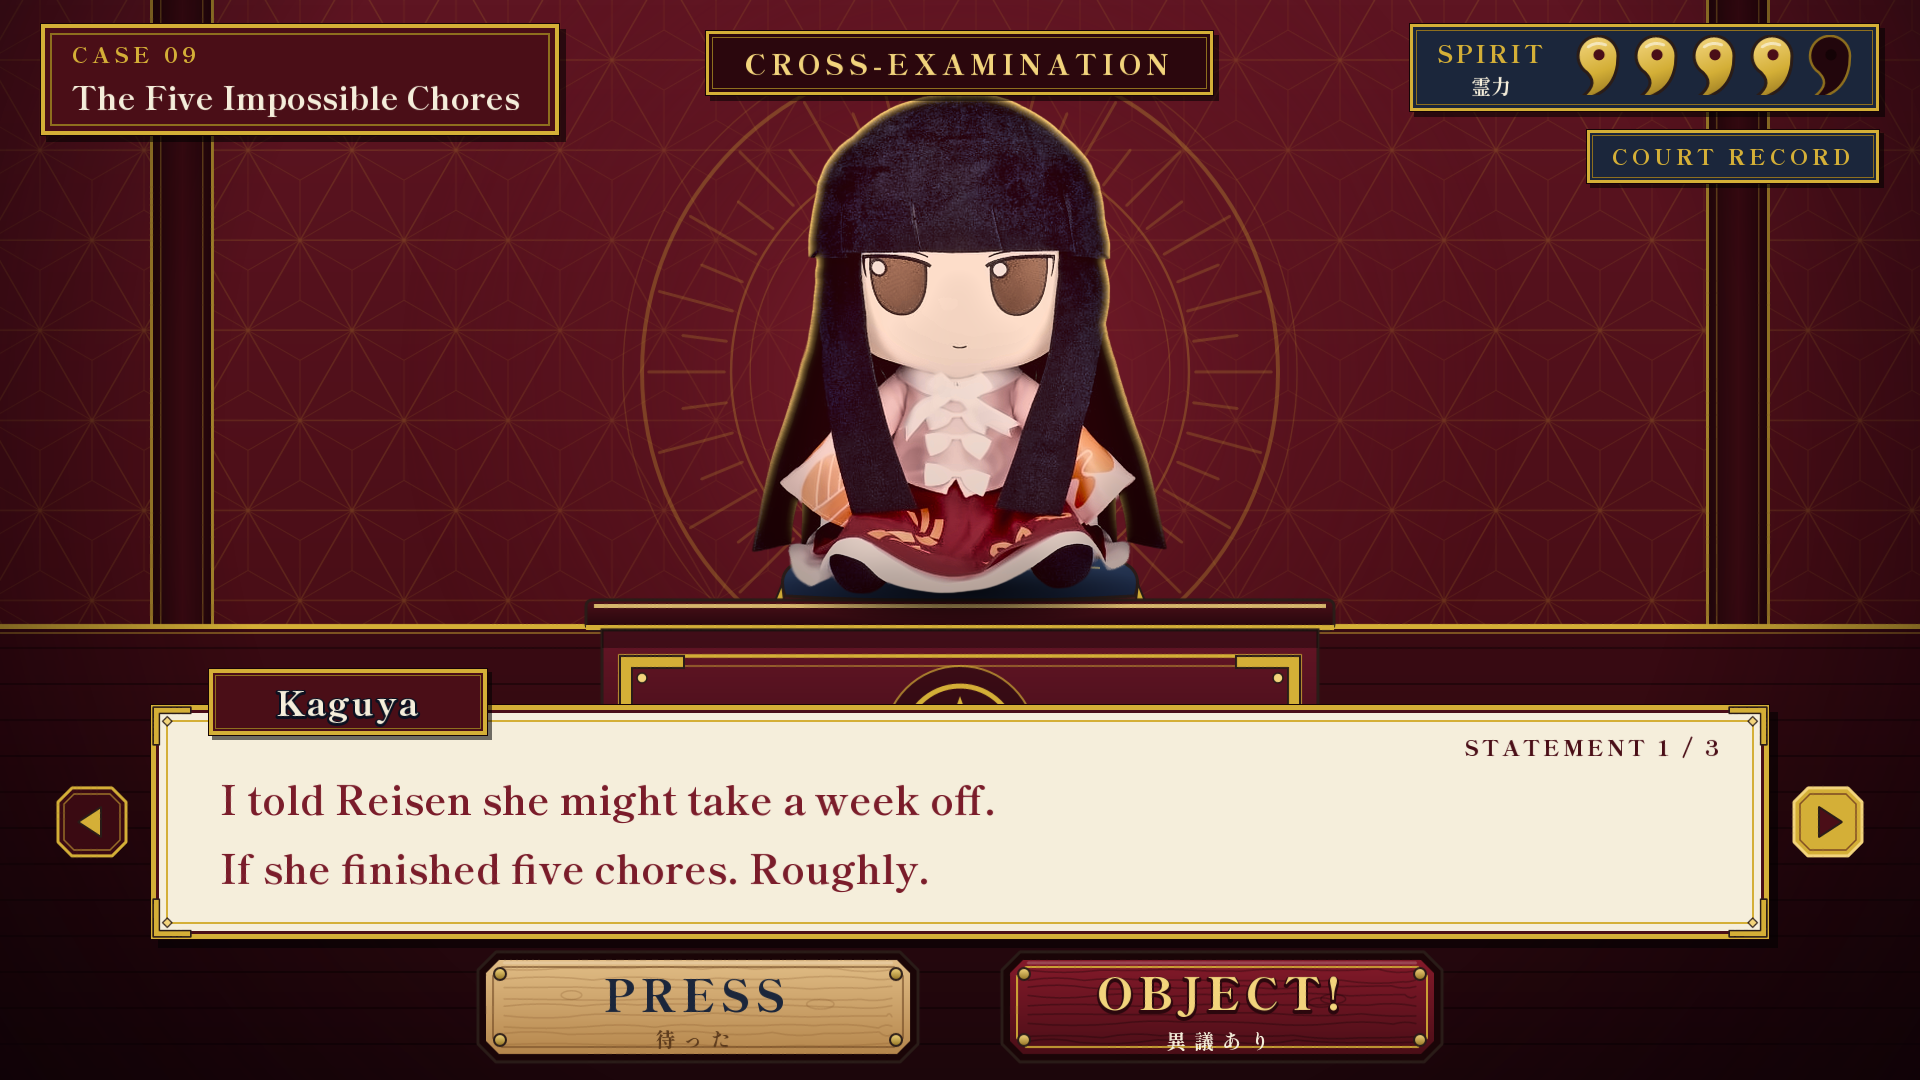 CASE 09
The Five Impossible Chores
CROSS-EXAMINATION
SPIRIT
霊力
COURT RECORD
Kaguya
STATEMENT 1 / 3
I told Reisen she might take a week off.
If she finished five chores. Roughly.
PRESS
待った
OBJECT!
異議あり